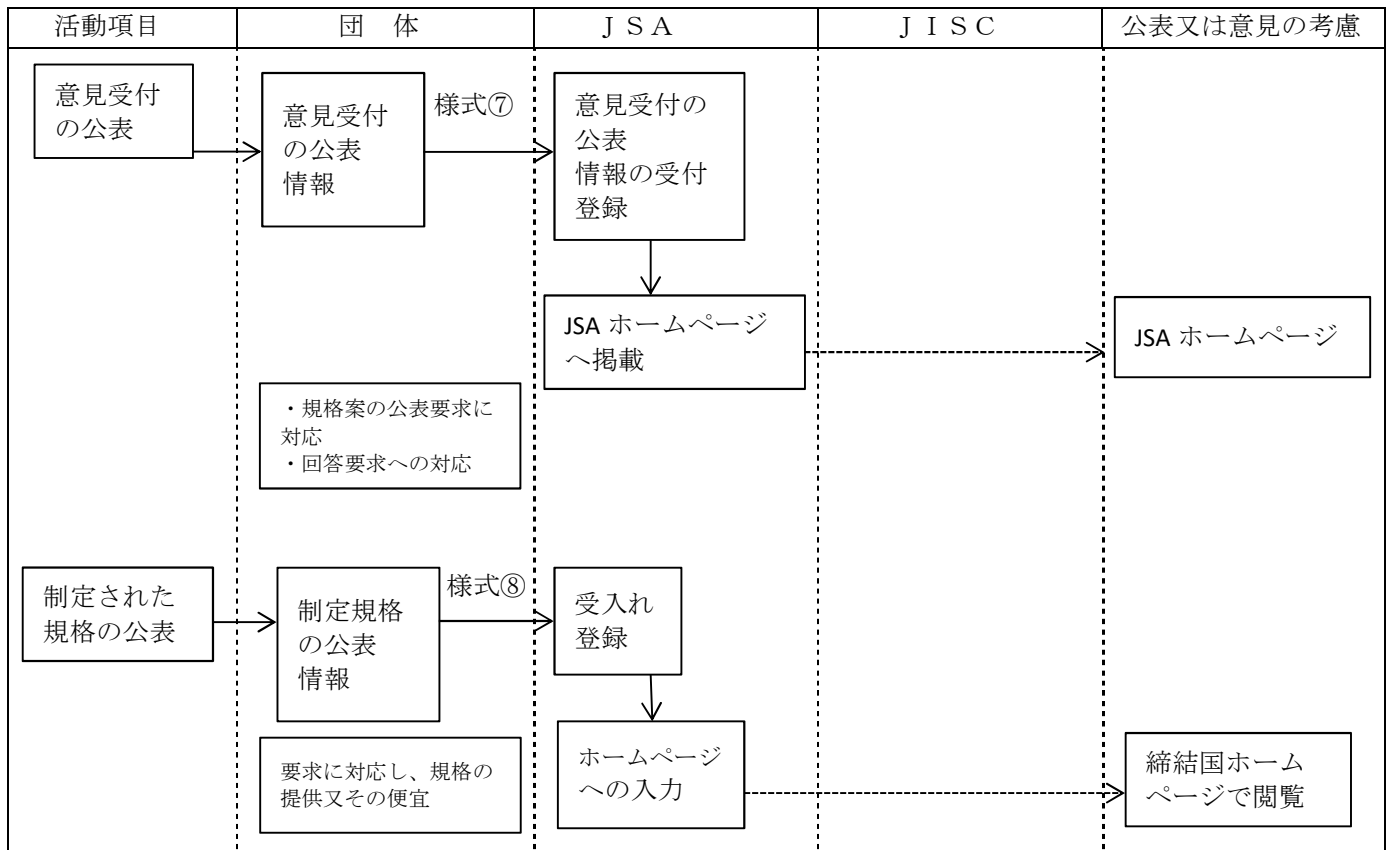 活動項目
団　体
ＪＳＡ
ＪＩＳＣ
公表又は意見の考慮
意見受付
の公表
意見受付
の公表
情報
様式⑦
意見受付の
公表
情報の受付
登録
JSA ホームページ
へ掲載
JSA ホームページ
・規格案の公表要求に
対応
・回答要求への対応
制定された
規格の公表
制定規格
の公表
情報
様式⑧
受入れ
登録
要求に対応し、規格の
提供又その便宜
ホームページ
への入力
締結国ホーム
ページで閲覧